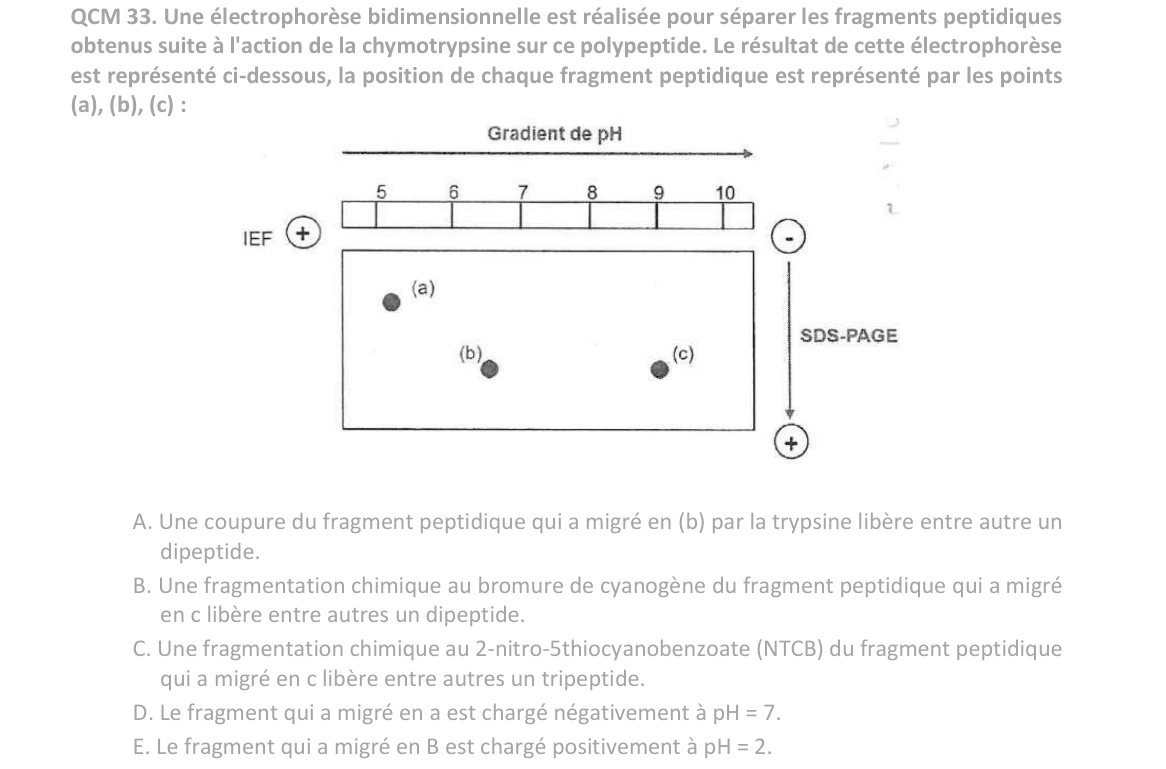 QCM 33. Une électrophorèse bidimensionnelle est réalisée pour séparer les fragments peptidiques
obtenus suite à l'action de la chymotrypsine sur ce polypeptide. Le résultat de cette électrophorèse
est représenté ci-dessous, la position de chaque fragment peptidique est représenté par les points
(a), (b), (c) :
Gradient de pH
5 6 7 8 9 10
IEF + -
(a)
SDS-PAGE
(b) (c)
+
A. Une coupure du fragment peptidique qui a migré en (b) par la trypsine libère entre autre un
dipeptide.
B. Une fragmentation chimique au bromure de cyanogène du fragment peptidique qui a migré
en c libère entre autres un dipeptide.
C. Une fragmentation chimique au 2-nitro-5thiocyanobenzoate (NTCB) du fragment peptidique
qui a migré en c libère entre autres un tripeptide.
D. Le fragment qui a migré en a est chargé négativement à pH = 7.
E. Le fragment qui a migré en B est chargé positivement à pH = 2.